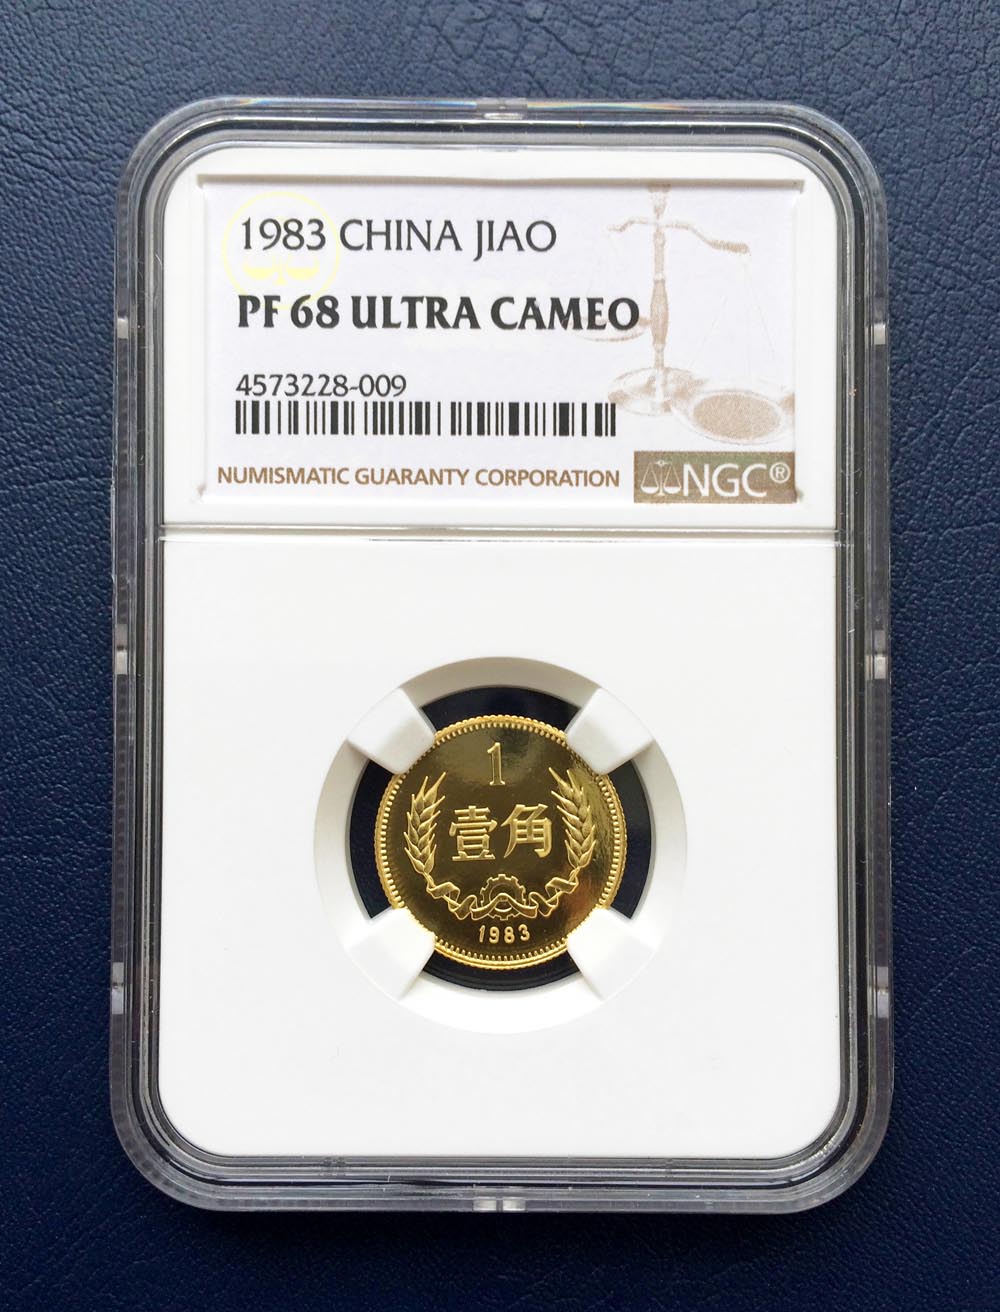 1983 CHINA JIAO
PF 68 ULTRA CAMEO
4573228-009
NUMISMATIC GUARANTY CORPORATION
NGC®
1
壹角
1983